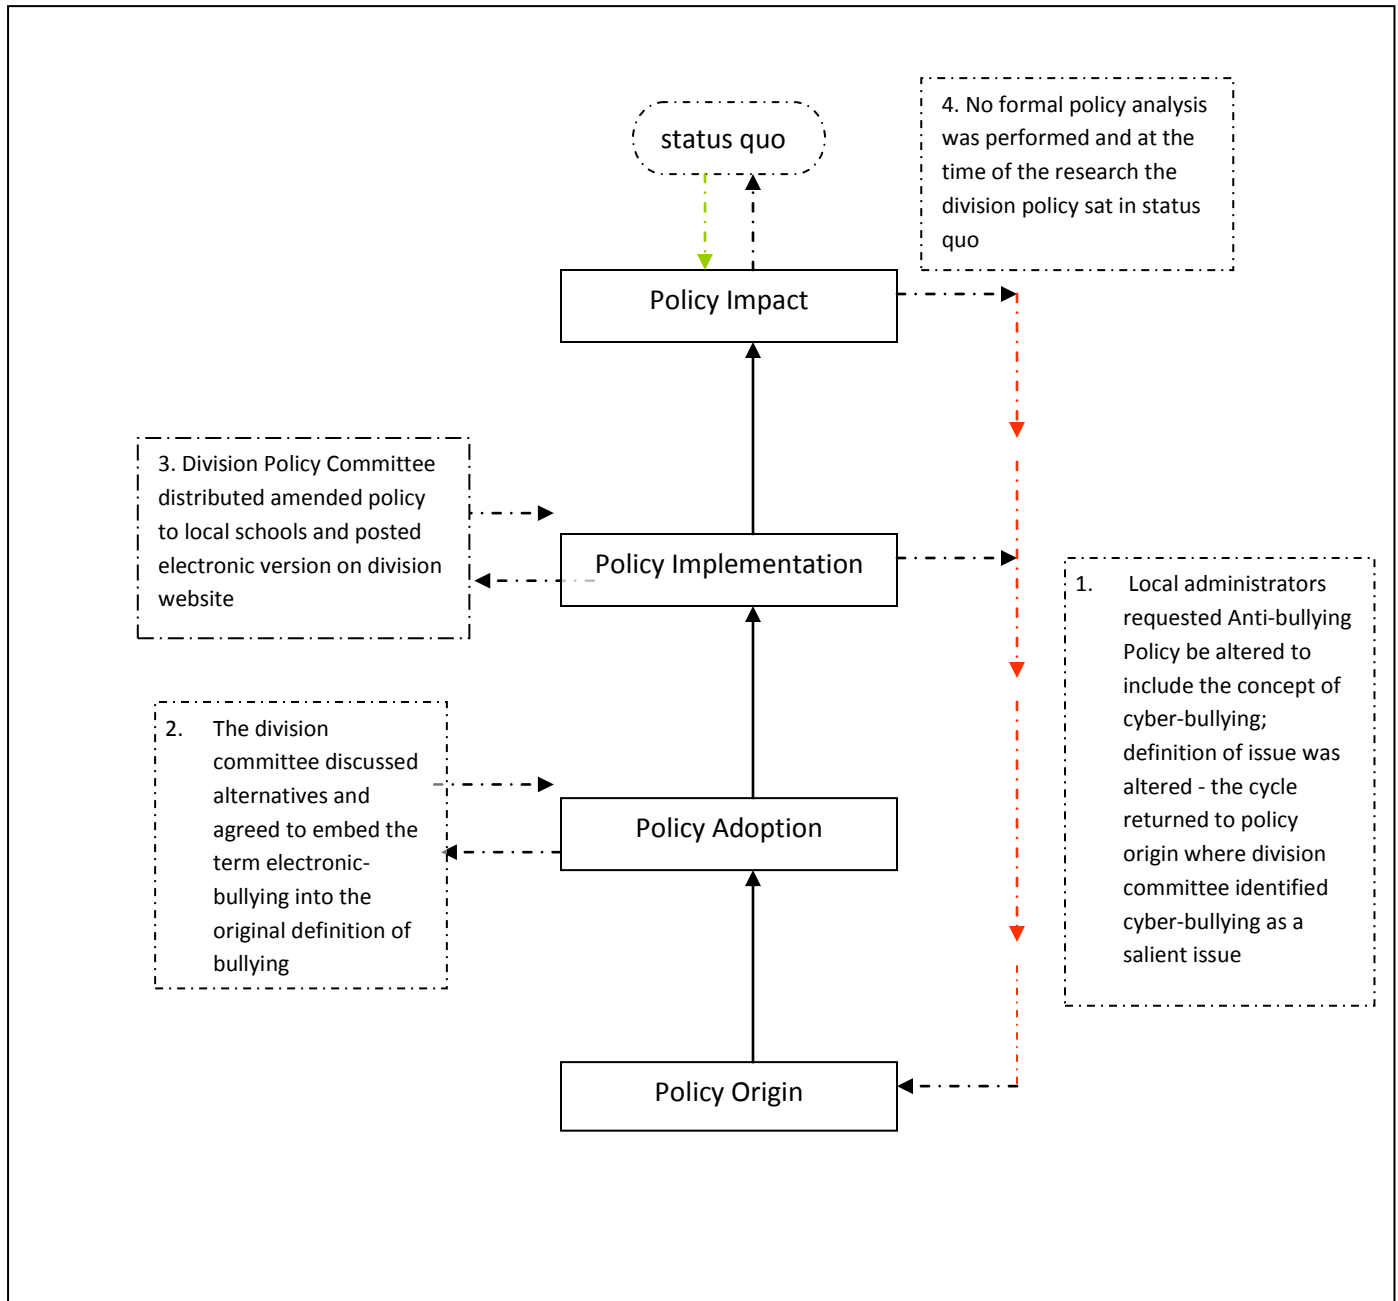 status quo
4. No formal policy analysis
was performed and at the
time of the research the
division policy sat in status
quo
Policy Impact
3. Division Policy Committee
distributed amended policy
to local schools and posted
electronic version on division
website
Policy Implementation
1. Local administrators
requested Anti-bullying
Policy be altered to
include the concept of
cyber-bullying;
definition of issue was
altered - the cycle
returned to policy
origin where division
committee identified
cyber-bullying as a
salient issue
2. The division
committee discussed
alternatives and
agreed to embed the
term electronic-
bullying into the
original definition of
bullying
Policy Adoption
Policy Origin